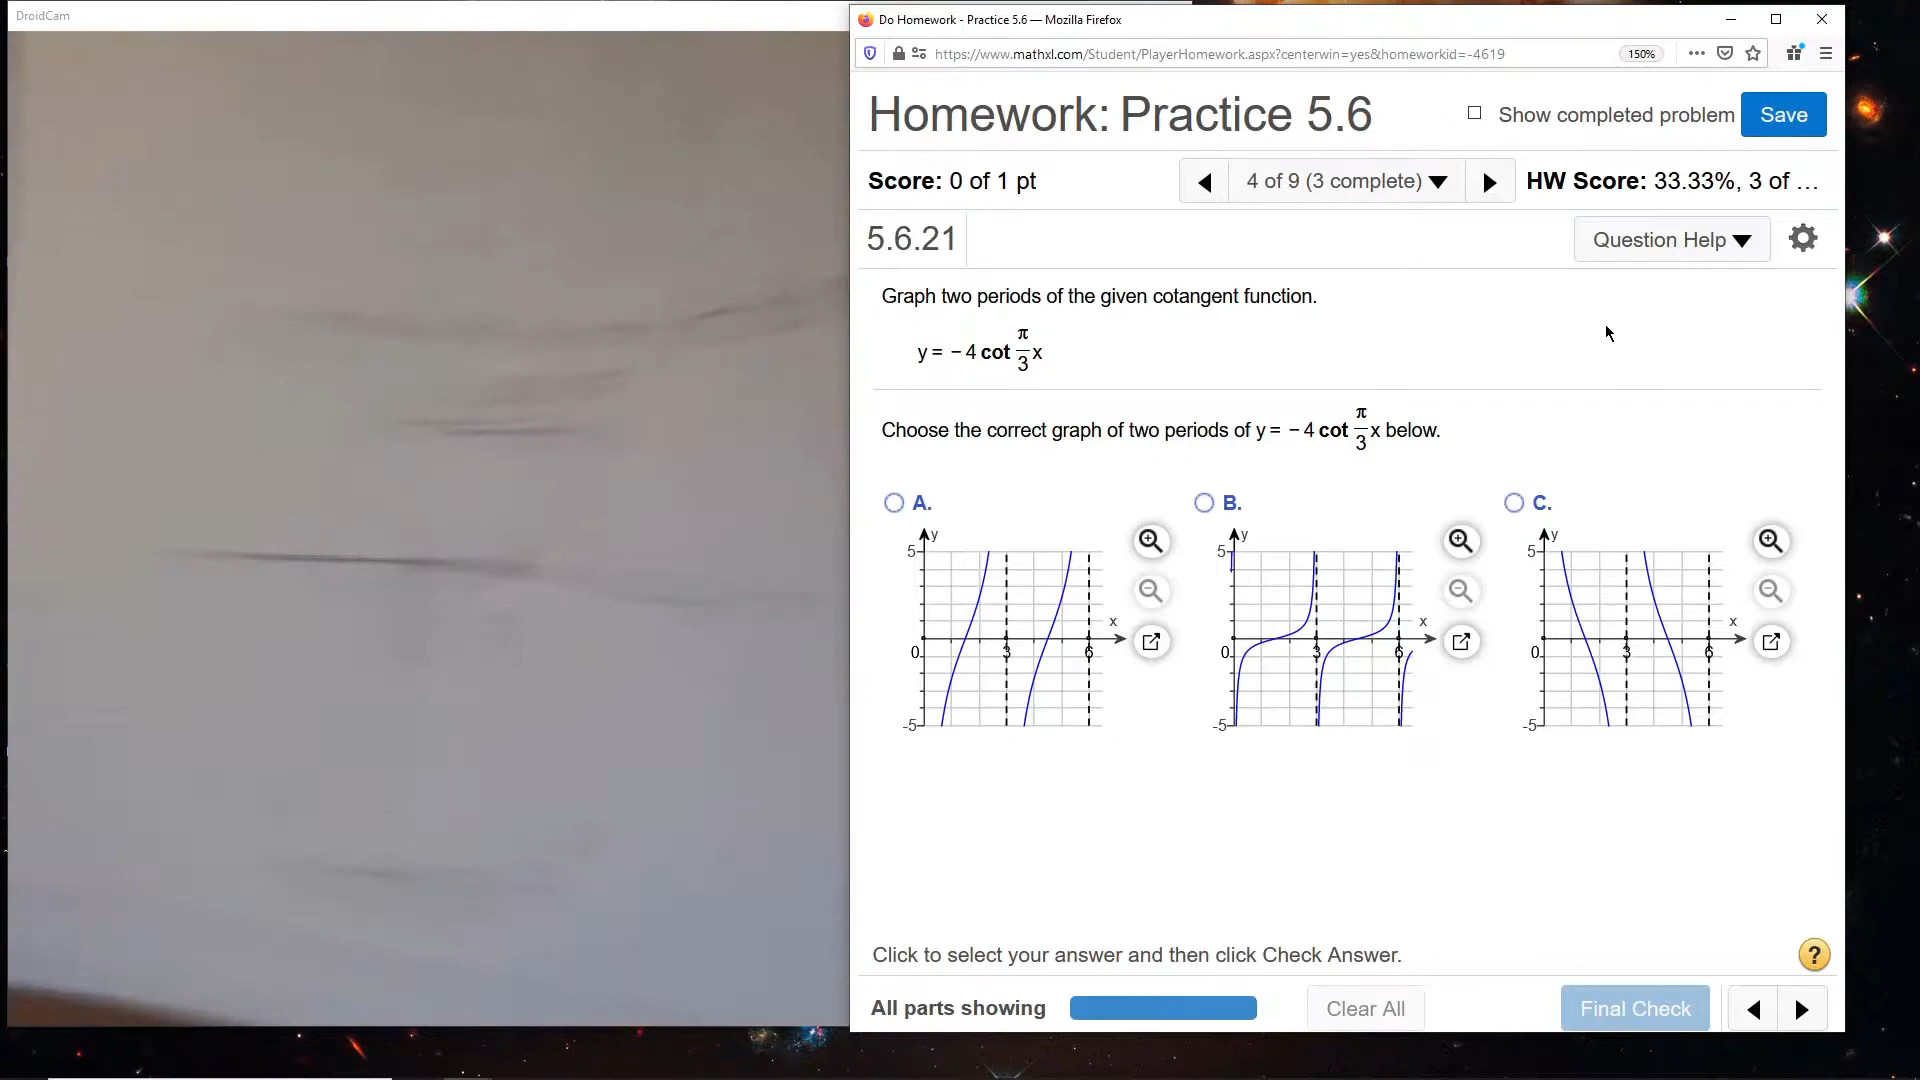 DroidCam
Do Homework - Practice 5.6 — Mozilla Firefox
https://www.mathxl.com/Student/PlayerHomework.aspx?centerwin=yes&homeworkid=-4619
150%
Homework: Practice 5.6
Show completed problem
Save
Score: 0 of 1 pt
4 of 9 (3 complete)
HW Score: 33.33%, 3 of ...
5.6.21
Question Help
Graph two periods of the given cotangent function.
y = − 4 cot π/3 x
Choose the correct graph of two periods of y = − 4 cot π/3 x below.
A.
B.
C.
y
5
x
0
3
6
-5
y
5
x
0
3
6
-5
y
5
x
0
3
6
-5
Click to select your answer and then click Check Answer.
?
All parts showing
Clear All
Final Check